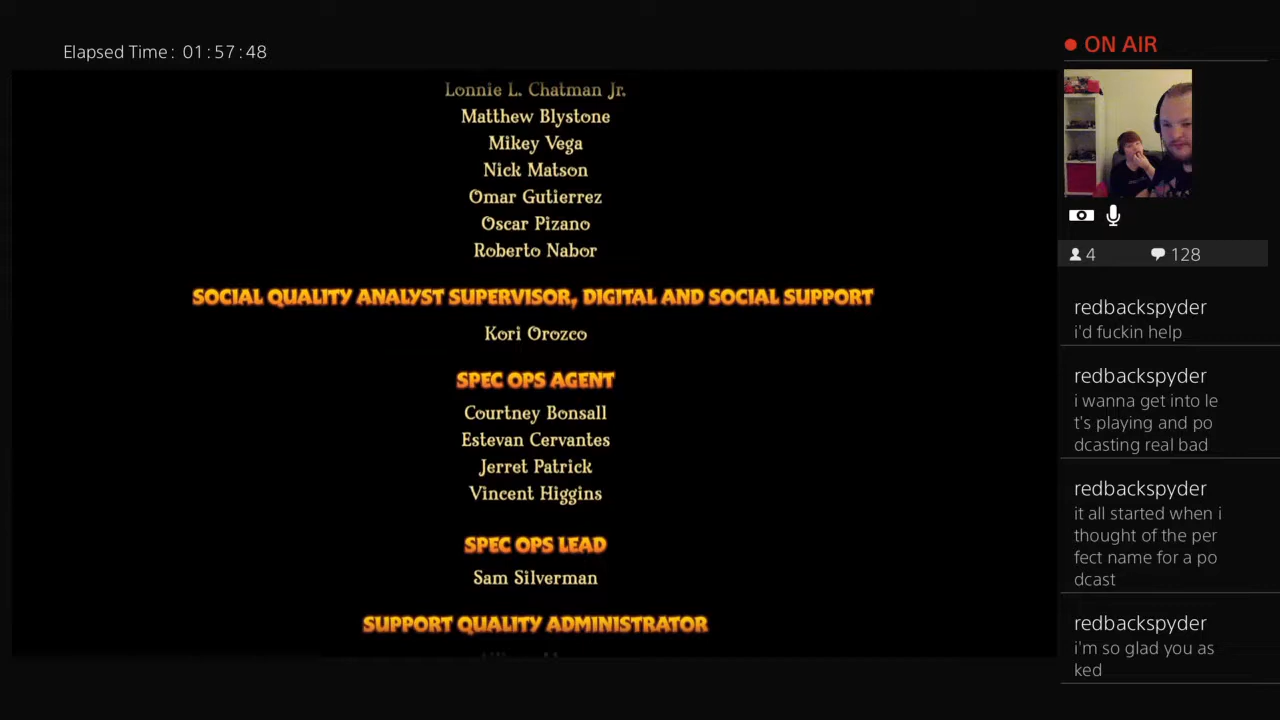 Elapsed Time: 01:57:48
ON AIR
Lonnie L. Chatman Jr.
Matthew Blystone
Mikey Vega
Nick Matson
Omar Gutierrez
Oscar Pizano
Roberto Nabor
SOCIAL QUALITY ANALYST SUPERVISOR, DIGITAL AND SOCIAL SUPPORT
Kori Orozco
SPEC OPS AGENT
Courtney Bonsall
Estevan Cervantes
Jerret Patrick
Vincent Higgins
SPEC OPS LEAD
Sam Silverman
SUPPORT QUALITY ADMINISTRATOR
4
128
redbackspyder
i'd fuckin help
redbackspyder
i wanna get into le
t's playing and po
dcasting real bad
redbackspyder
it all started when i
thought of the per
fect name for a po
dcast
redbackspyder
i'm so glad you as
ked